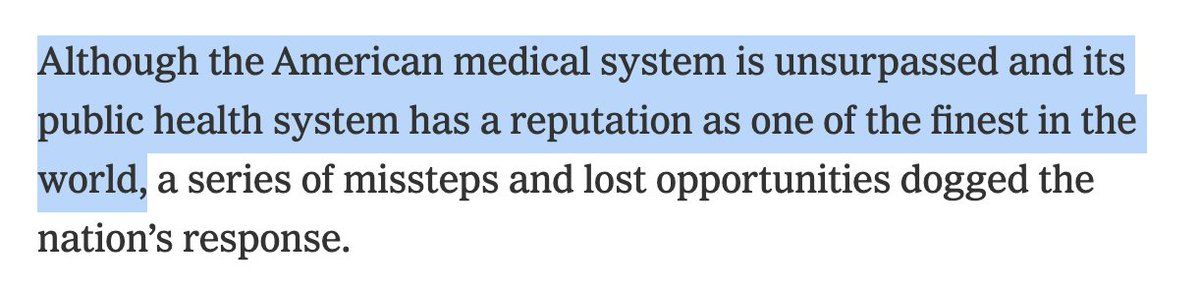 Although the American medical system is unsurpassed and its
public health system has a reputation as one of the finest in the
world, a series of missteps and lost opportunities dogged the
nation’s response.